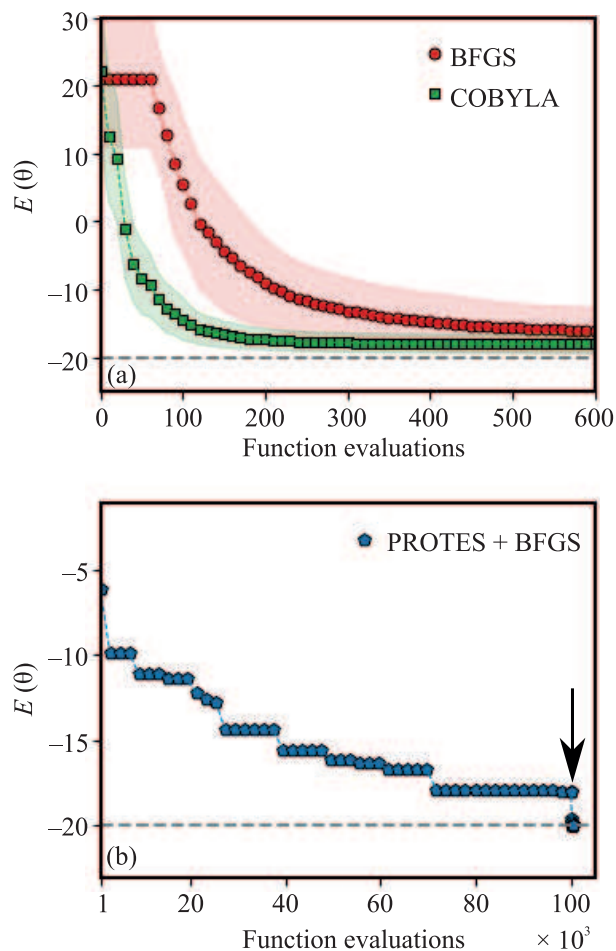 30
20
10
0
−10
−20
E (θ)
BFGS
COBYLA
(a)
0 100 200 300 400 500 600
Function evaluations
−5
−10
−15
−20
E (θ)
PROTES + BFGS
(b)
1 20 40 60 80 100
Function evaluations × 10³